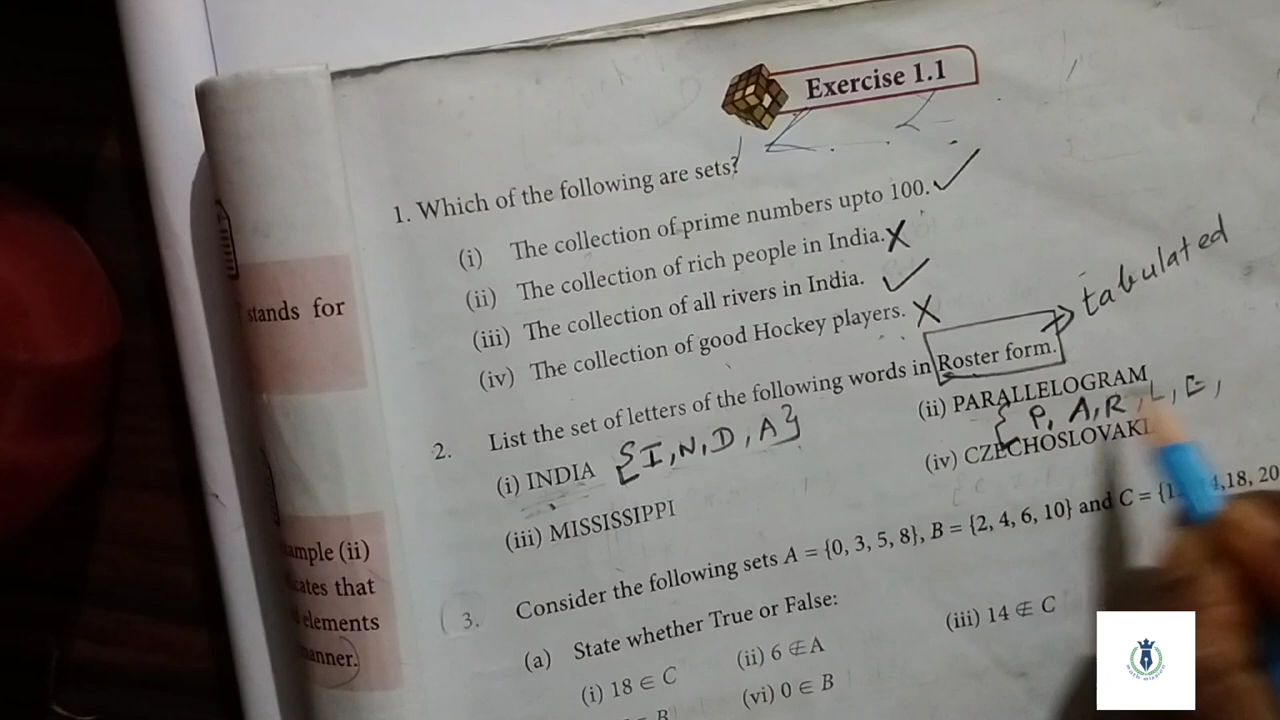 Exercise 1.1
1. Which of the following are sets?
(i) The collection of prime numbers upto 100.
(ii) The collection of rich people in India. X
(iii) The collection of all rivers in India.
(iv) The collection of good Hockey players. X
tabulated
2. List the set of letters of the following words in Roster form.
(i) INDIA {I, N, D, A}
(ii) PARALLELOGRAM
{ P, A, R, L, E,
(iii) MISSISSIPPI
(iv) CZECHOSLOVAKI
3. Consider the following sets A = {0, 3, 5, 8}, B = {2, 4, 6, 10} and C = {1 ,18, 20
(a) State whether True or False:
(i) 18 ∈ C
(ii) 6 ∉ A
(iii) 14 ∉ C
(vi) 0 ∈ B
B
stands for
ample (ii)
cates that
elements
anner.